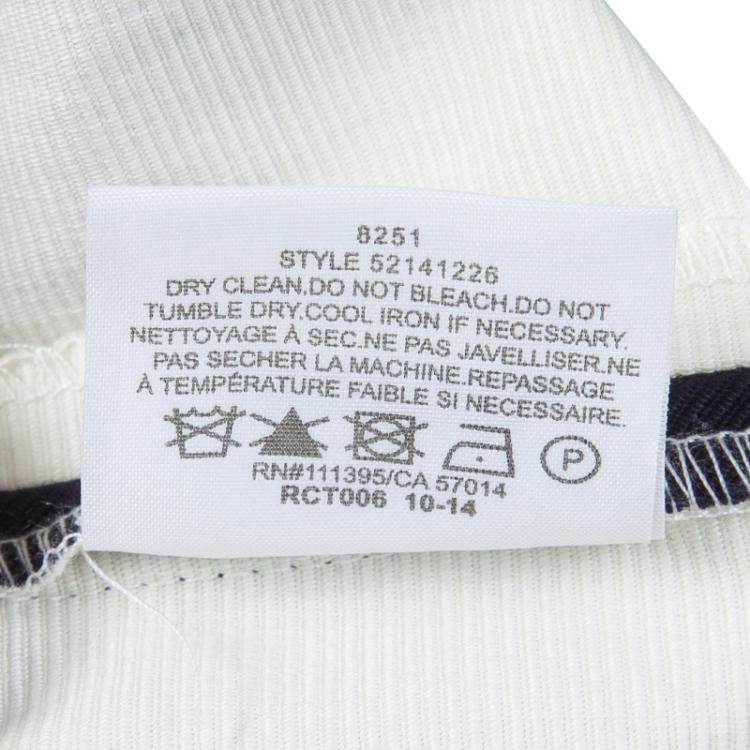 8251
STYLE 52141226
DRY CLEAN.DO NOT BLEACH.DO NOT
TUMBLE DRY.COOL IRON IF NECESSARY.
NETTOYAGE À SEC.NE PAS JAVELLISER.NE
PAS SECHER LA MACHINE.REPASSAGE
À TEMPÉRATURE FAIBLE SI NECESSAIRE.
P
RN#111395/CA 57014
RCT006 10-14